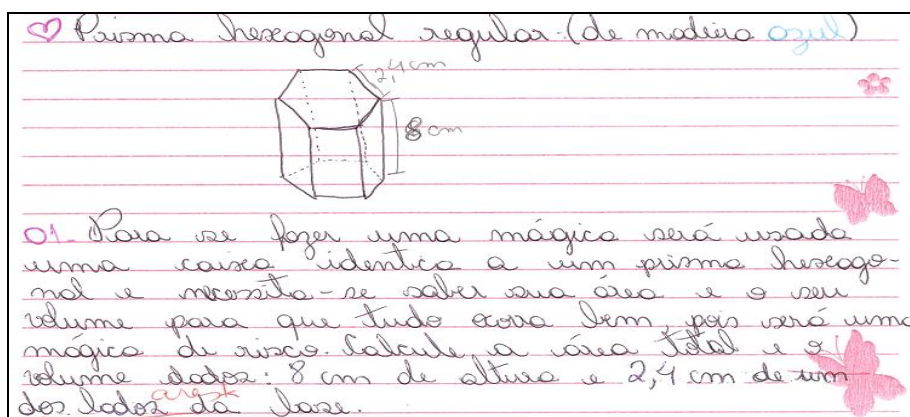 Prisma hexagonal regular (de madeira azul)
2,4 cm
8 cm
01- Para se fazer uma mágica será usada
uma caixa identica a um prisma hexago-
nal e necessita-se saber sua área e o seu
volume para que tudo ocorra bem, pois será uma
mágica de risco. Calcule a área total e o
volume dados: 8 cm de altura e 2,4 cm de um
dos lados da base.
aresta